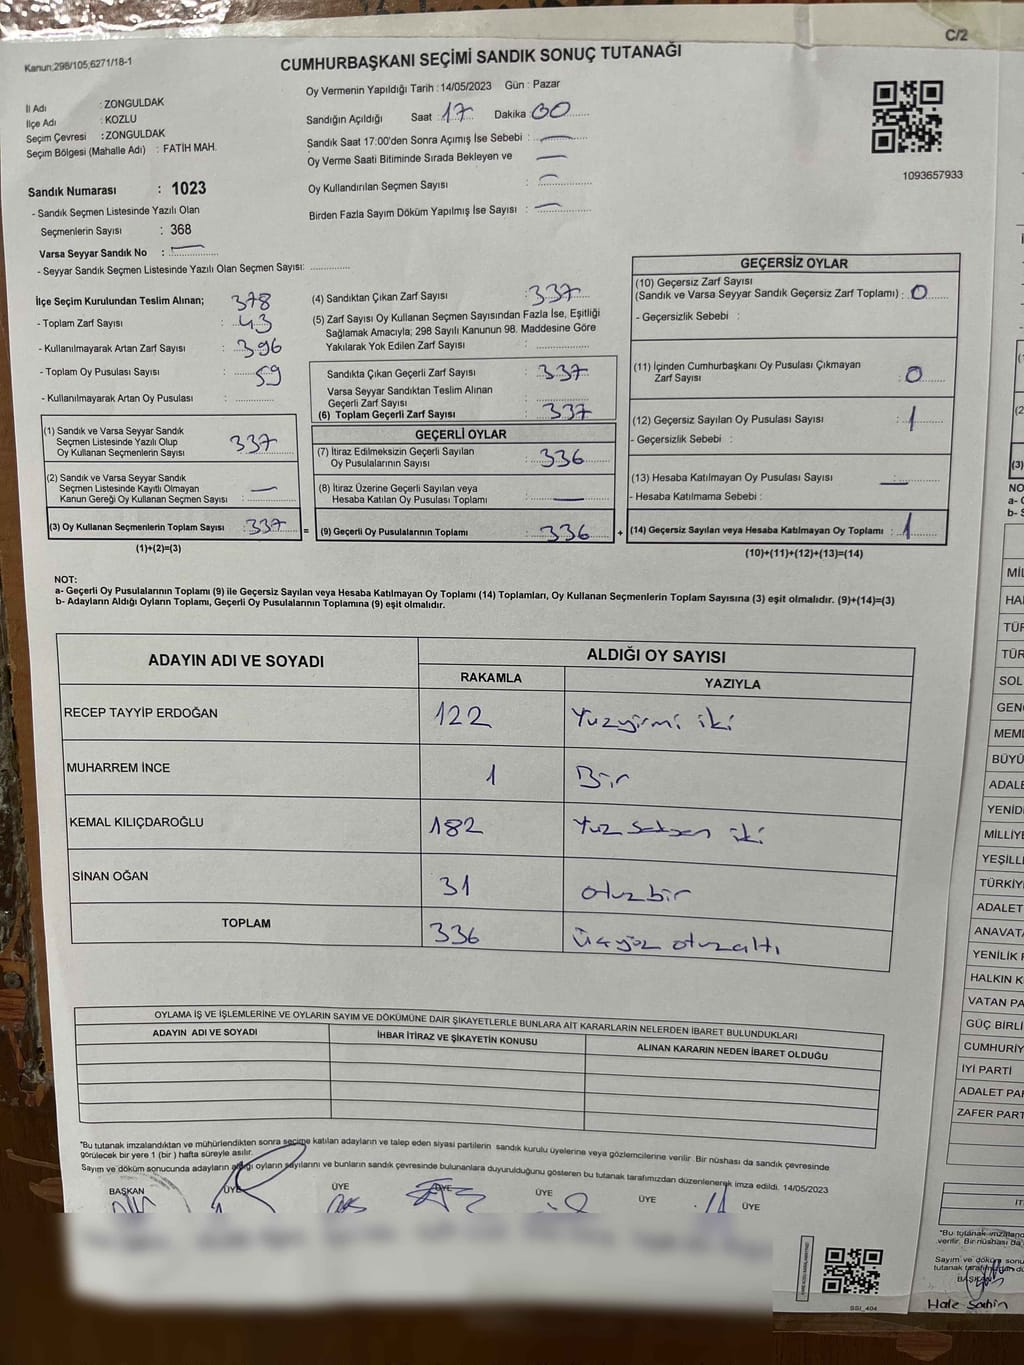 C/2
Kanun:298/105;6271/18-1
CUMHURBAŞKANI SEÇİMİ SANDIK SONUÇ TUTANAĞI
İl Adı : ZONGULDAK
İlçe Adı : KOZLU
Seçim Çevresi : ZONGULDAK
Seçim Bölgesi (Mahalle Adı) : FATİH MAH.
Sandık Numarası : 1023
- Sandık Seçmen Listesinde Yazılı Olan
Seçmenlerin Sayısı : 368
Varsa Seyyar Sandık No : —
- Seyyar Sandık Seçmen Listesinde Yazılı Olan Seçmen Sayısı: ..............
Oy Vermenin Yapıldığı Tarih : 14/05/2023 Gün : Pazar
Sandığın Açıldığı Saat 17 Dakika 00
Sandık Saat 17:00'den Sonra Açımış İse Sebebi : —
Oy Verme Saati Bitiminde Sırada Bekleyen ve —
Oy Kullandırılan Seçmen Sayısı : —
Birden Fazla Sayım Döküm Yapılmış İse Sayısı : —
1093657933
İlçe Seçim Kurulundan Teslim Alınan; 378
- Toplam Zarf Sayısı : 43
- Kullanılmayarak Artan Zarf Sayısı : 396
- Toplam Oy Pusulası Sayısı : 59
- Kullanılmayarak Artan Oy Pusulası : ..............
(1) Sandık ve Varsa Seyyar Sandık
Seçmen Listesinde Yazılı Olup
Oy Kullanan Seçmenlerin Sayısı 337
(2) Sandık ve Varsa Seyyar Sandık
Seçmen Listesinde Kayıtlı Olmayan
Kanun Gereği Oy Kullanan Seçmen Sayısı : —
(3) Oy Kullanan Seçmenlerin Toplam Sayısı : 337 =
(1)+(2)=(3)
(4) Sandıktan Çıkan Zarf Sayısı : 337
(5) Zarf Sayısı Oy Kullanan Seçmen Sayısından Fazla İse, Eşitliği
Sağlamak Amacıyla; 298 Sayılı Kanunun 98. Maddesine Göre
Yakılarak Yok Edilen Zarf Sayısı : ..............
Sandıkta Çıkan Geçerli Zarf Sayısı : 337
Varsa Seyyar Sandıktan Teslim Alınan
Geçerli Zarf Sayısı : ..............
(6) Toplam Geçerli Zarf Sayısı : 337
GEÇERLİ OYLAR
(7) İtiraz Edilmeksizin Geçerli Sayılan
Oy Pusulalarının Sayısı : 336
(8) İtiraz Üzerine Geçerli Sayılan veya
Hesaba Katılan Oy Pusulası Toplamı : —
(9) Geçerli Oy Pusulalarının Toplamı : 336 +
GEÇERSİZ OYLAR
(10) Geçersiz Zarf Sayısı
(Sandık ve Varsa Seyyar Sandık Geçersiz Zarf Toplamı) : 0
- Geçersizlik Sebebi :
(11) İçinden Cumhurbaşkanı Oy Pusulası Çıkmayan
Zarf Sayısı : 0
(12) Geçersiz Sayılan Oy Pusulası Sayısı : 1
- Geçersizlik Sebebi :
(13) Hesaba Katılmayan Oy Pusulası Sayısı : —
- Hesaba Katılmama Sebebi :
(14) Geçersiz Sayılan veya Hesaba Katılmayan Oy Toplamı : 1
(10)+(11)+(12)+(13)=(14)
NOT:
a- Geçerli Oy Pusulalarının Toplamı (9) ile Geçersiz Sayılan veya Hesaba Katılmayan Oy Toplamı (14) Toplamları, Oy Kullanan Seçmenlerin Toplam Sayısına (3) eşit olmalıdır. (9)+(14)=(3)
b- Adayların Aldığı Oyların Toplamı, Geçerli Oy Pusulalarının Toplamına (9) eşit olmalıdır.
ADAYIN ADI VE SOYADI ALDIĞI OY SAYISI
RAKAMLA YAZIYLA
RECEP TAYYİP ERDOĞAN 122 Yüzyirmi iki
MUHARREM İNCE 1 Bir
KEMAL KILIÇDAROĞLU 182 Yüz seksen iki
SİNAN OĞAN 31 otuzbir
TOPLAM 336 Üçyüz otuzaltı
OYLAMA İŞ VE İŞLEMLERİNE VE OYLARIN SAYIM VE DÖKÜMÜNE DAİR ŞİKAYETLERLE BUNLARA AİT KARARLARIN NELERDEN İBARET BULUNDUKLARI
ADAYIN ADI VE SOYADI İHBAR İTİRAZ VE ŞİKAYETİN KONUSU ALINAN KARARIN NEDEN İBARET OLDUĞU
*Bu tutanak imzalandıktan ve mühürlendikten sonra seçime katılan adayların ve talep eden siyasi partilerin sandık kurulu üyelerine veya gözlemcilerine verilir .Bir nüshası da sandık çevresinde
görülecek bir yere 1 (bir ) hafta süreyle asılır.
Sayım ve döküm sonucunda adayların aldığı oyların sayılarını ve bunların sandık çevresinde bulunanlara duyurulduğunu gösteren bu tutanak tarafımızdan düzenlenerek imza edildi. 14/05/2023
BAŞKAN ÜYE ÜYE ÜYE ÜYE ÜYE ÜYE
SSI_404
(3)
NO
a-
b-
MİL
HA
TÜR
TÜR
SOL
GEN
MEML
BÜYÜ
ADALE
YENİD
MİLLİYE
YEŞİLLE
TÜRKİY
ADALET
ANAVATA
YENİLİK P
HALKIN K
VATAN PA
GÜÇ BİRLİ
CUMHURİY
İYİ PARTİ
ADALET PAR
ZAFER PART
*Bu tutanak
verilir. Bir nüshası da
Sayım ve döküm sonu
tutanak
BAŞKAN
Hale Şahin